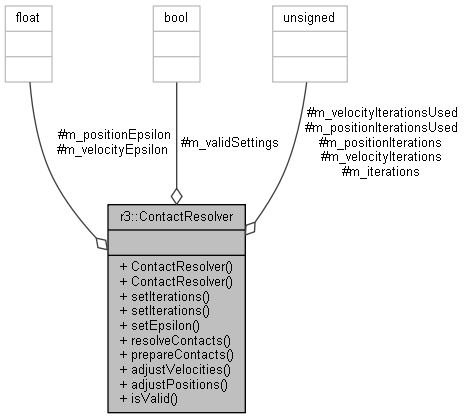 float
bool
unsigned
#m_positionEpsilon
#m_velocityEpsilon
#m_validSettings
#m_velocityIterationsUsed
#m_positionIterationsUsed
#m_positionIterations
#m_velocityIterations
#m_iterations
r3::ContactResolver
+ ContactResolver()
+ ContactResolver()
+ setIterations()
+ setIterations()
+ setEpsilon()
+ resolveContacts()
+ prepareContacts()
+ adjustVelocities()
+ adjustPositions()
+ isValid()